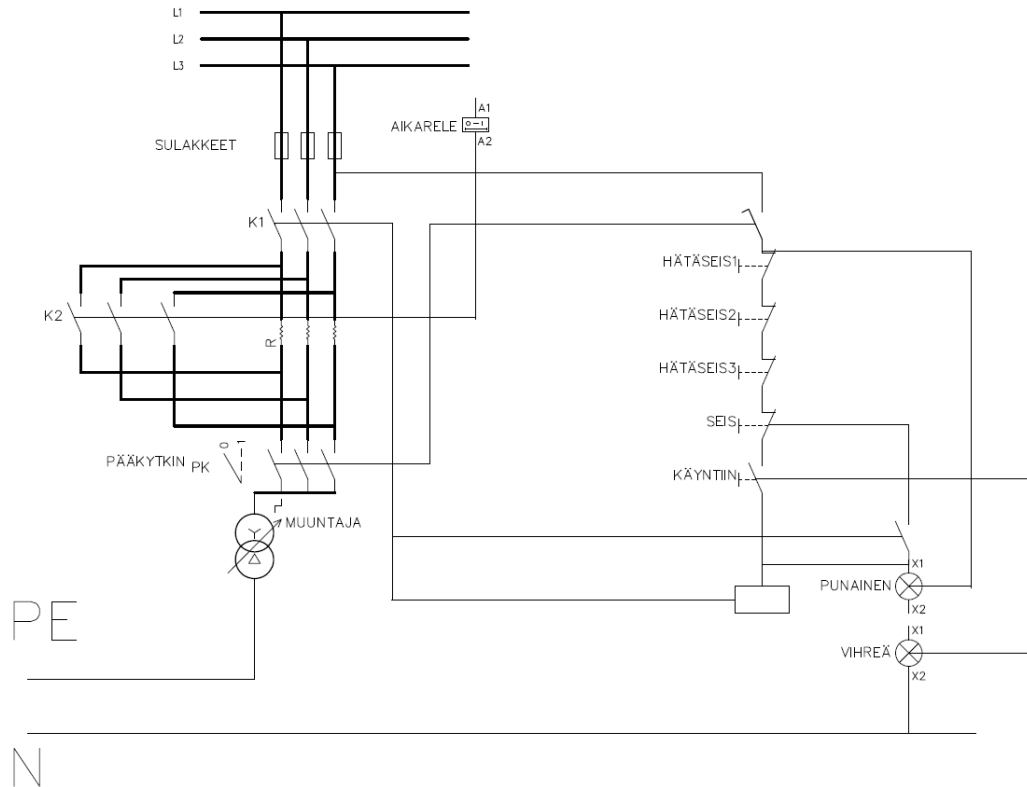 L1
L2
L3
SULAKKEET
AIKARELE
A1
A2
K1
K2
R
HÄTÄSEIS1
HÄTÄSEIS2
HÄTÄSEIS3
SEIS
KÄYNTIIN
PÄÄKYTKIN PK
0
1
MUUNTAJA
X1
PUNAINEN
X2
X1
VIHREÄ
X2
PE
N